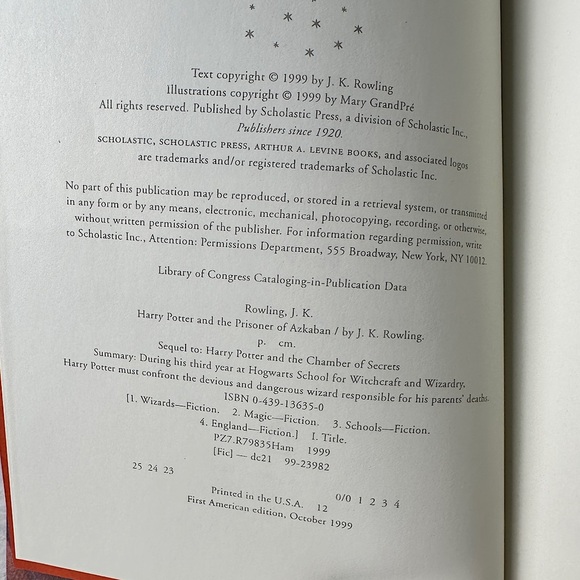 Text copyright © 1999 by J. K. Rowling
Illustrations copyright © 1999 by Mary GrandPré
All rights reserved. Published by Scholastic Press, a division of Scholastic Inc.,
Publishers since 1920.
SCHOLASTIC, SCHOLASTIC PRESS, ARTHUR A. LEVINE BOOKS, and associated logos
are trademarks and/or registered trademarks of Scholastic Inc.
No part of this publication may be reproduced, or stored in a retrieval system, or transmitted
in any form or by any means, electronic, mechanical, photocopying, recording, or otherwise,
without written permission of the publisher. For information regarding permission, write
to Scholastic Inc., Attention: Permissions Department, 555 Broadway, New York, NY 10012.
Library of Congress Cataloging-in-Publication Data
Rowling, J. K.
Harry Potter and the Prisoner of Azkaban / by J. K. Rowling.
p. cm.
Sequel to: Harry Potter and the Chamber of Secrets
Summary: During his third year at Hogwarts School for Witchcraft and Wizardry,
Harry Potter must confront the devious and dangerous wizard responsible for his parents' deaths.
ISBN 0-439-13635-0
[1. Wizards—Fiction. 2. Magic—Fiction. 3. Schools—Fiction.
4. England—Fiction.] I. Title.
PZ7.R79835Ham 1999
[Fic] — dc21 99-23982
25 24 23 0/0 1 2 3 4
Printed in the U.S.A. 12
First American edition, October 1999